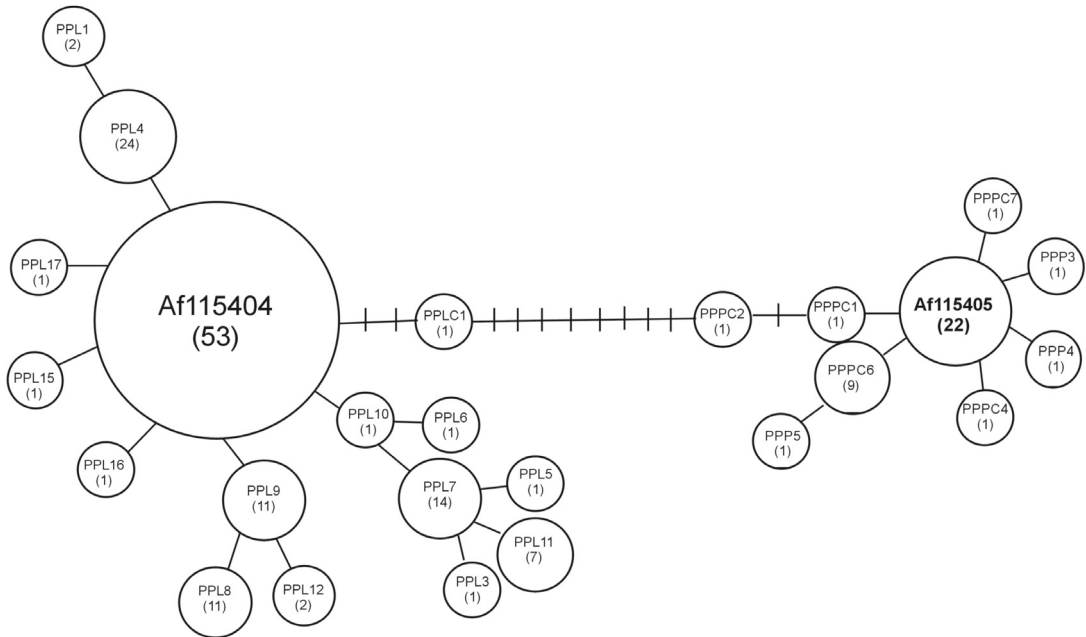 PPL1
(2)
PPL4
(24)
PPL17
(1)
Af115404
(53)
PPL15
(1)
PPL16
(1)
PPL9
(11)
PPL8
(11)
PPL12
(2)
PPL10
(1)
PPL6
(1)
PPL7
(14)
PPL5
(1)
PPL11
(7)
PPL3
(1)
PPLC1
(1)
PPPC2
(1)
PPPC1
(1)
Af115405
(22)
PPPC7
(1)
PPP3
(1)
PPP4
(1)
PPPC4
(1)
PPPC6
(9)
PPP5
(1)